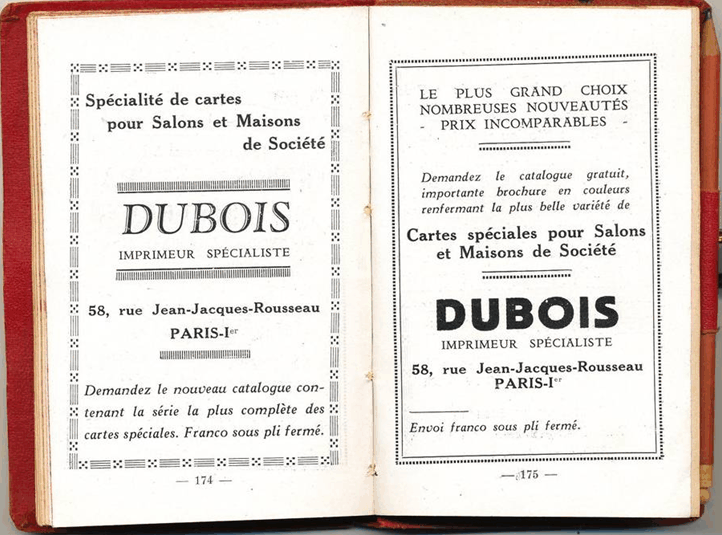 Spécialité de cartes
pour Salons et Maisons
de Société
DUBOIS
IMPRIMEUR SPÉCIALISTE
58, rue Jean-Jacques-Rousseau
PARIS-Ier
Demandez le nouveau catalogue con-
tenant la série la plus complète des
cartes spéciales. Franco sous pli fermé.
— 174 —
LE PLUS GRAND CHOIX
NOMBREUSES NOUVEAUTÉS
- PRIX INCOMPARABLES -
Demandez le catalogue gratuit,
importante brochure en couleurs
renfermant la plus belle variété de
Cartes spéciales pour Salons
et Maisons de Société
DUBOIS
IMPRIMEUR SPÉCIALISTE
58, rue Jean-Jacques-Rousseau
PARIS-Ier
Envoi franco sous pli fermé.
— 175 —